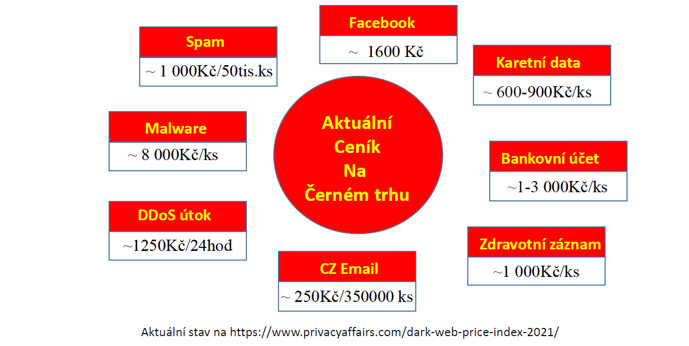 Facebook
~ 1600 Kč
Spam
~ 1 000Kč/50tis.ks
Karetní data
~ 600-900Kč/ks
Malware
~ 8 000Kč/ks
Aktuální
Ceník
Na
Černém trhu
Bankovní účet
~1-3 000Kč/ks
DDoS útok
~1250Kč/24hod
Zdravotní záznam
~1 000Kč/ks
CZ Email
~ 250Kč/350000 ks
Aktuální stav na https://www.privacyaffairs.com/dark-web-price-index-2021/